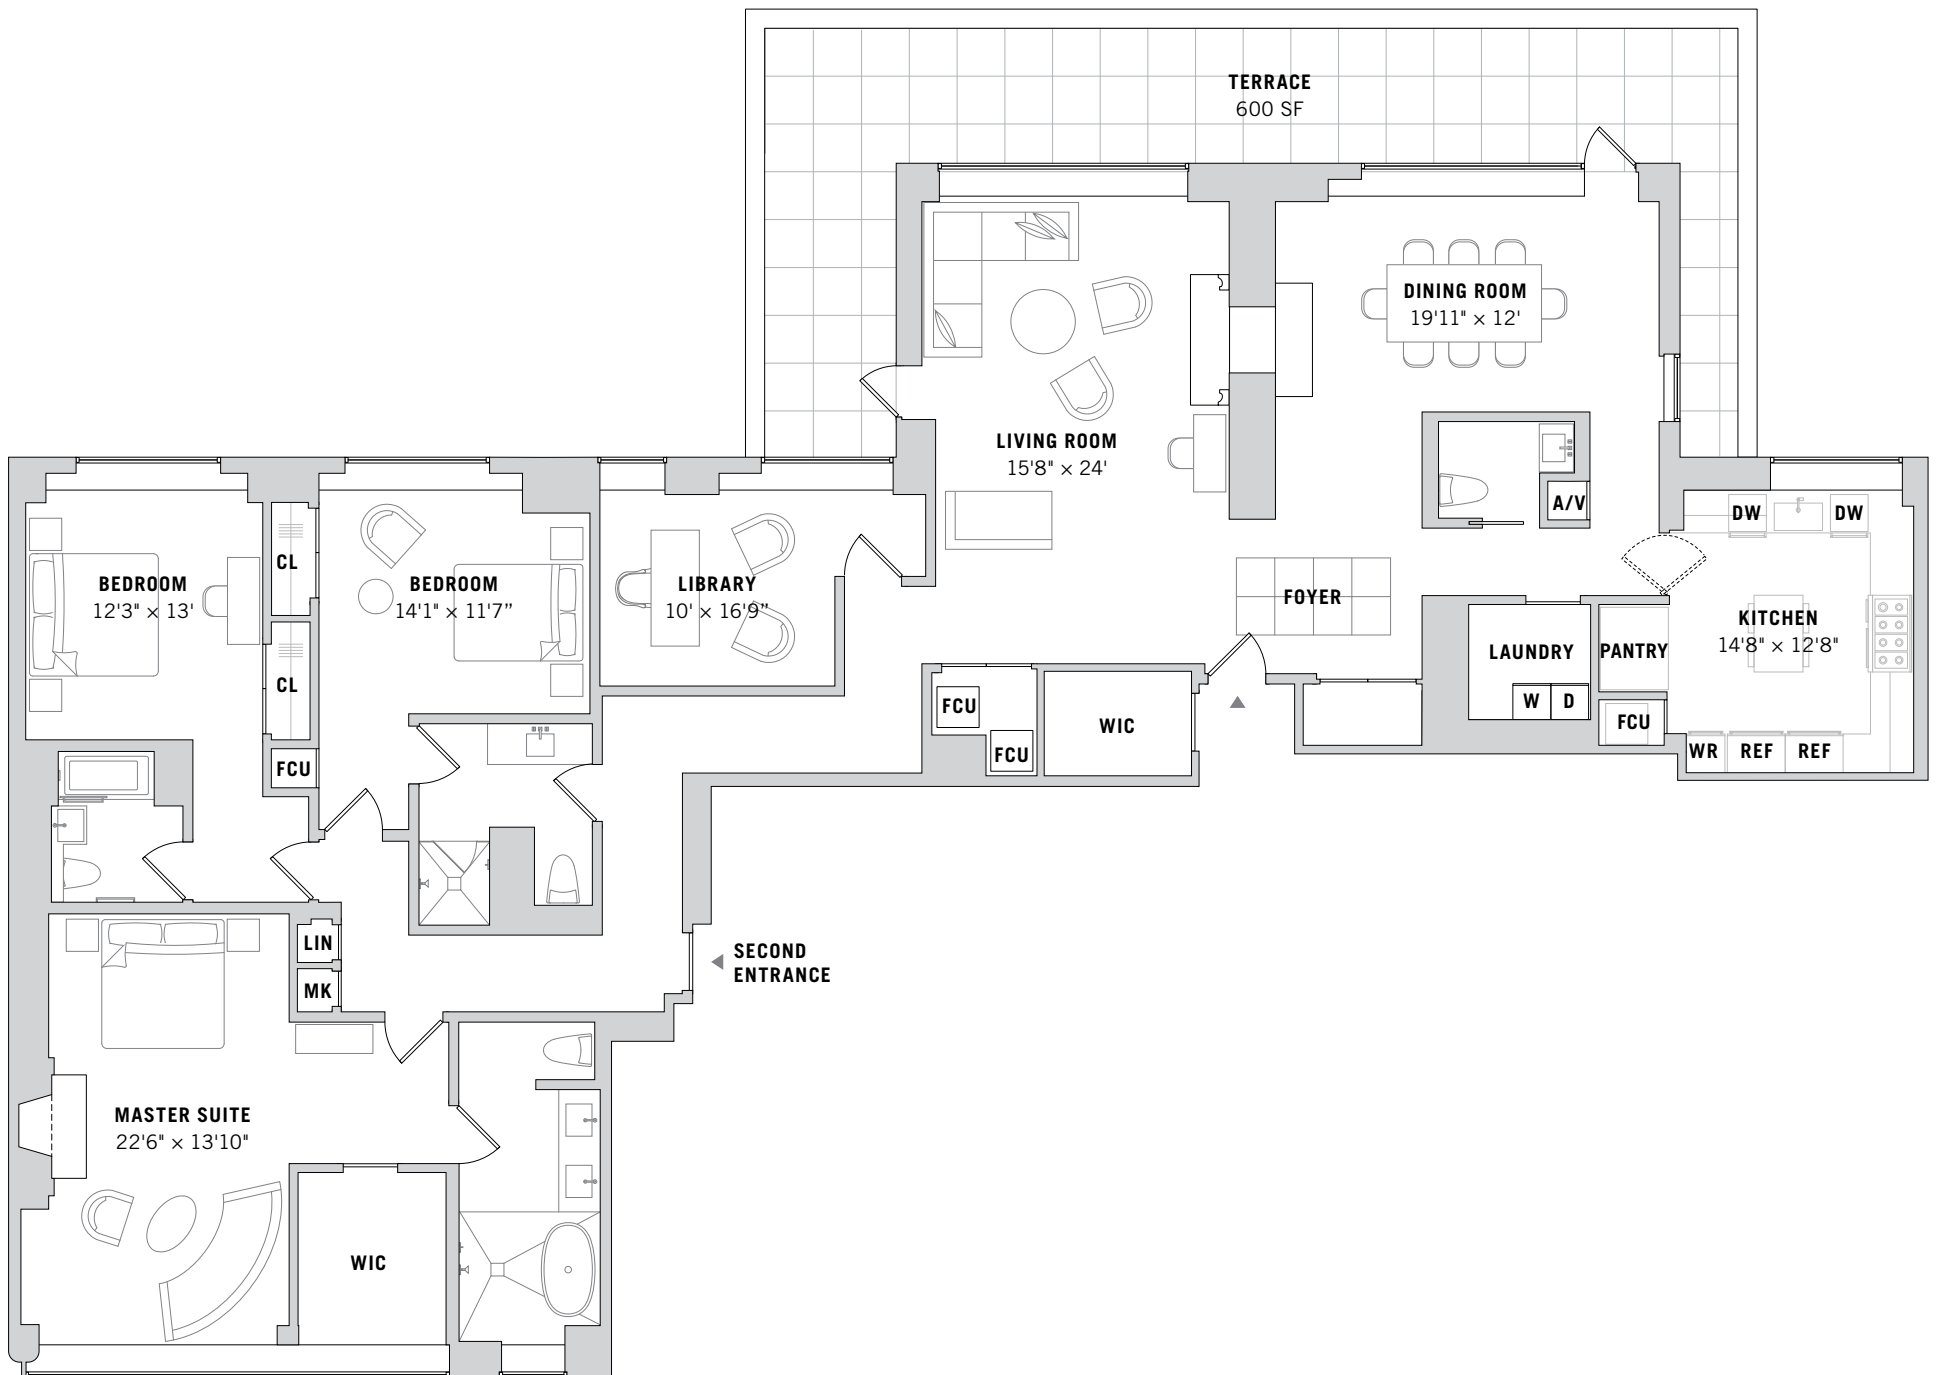 TERRACE
600 SF
DINING ROOM
19'11" × 12'
LIVING ROOM
15'8" × 24'
A/V
DW
DW
CL
BEDROOM
12'3" × 13'
BEDROOM
14'1" × 11'7”
LIBRARY
10' × 16'9”
FOYER
KITCHEN
14'8" × 12'8"
LAUNDRY
PANTRY
CL
W
D
FCU
FCU
WIC
FCU
WR
REF
REF
FCU
FCU
LIN
MK
SECOND
ENTRANCE
MASTER SUITE
22'6" × 13'10"
WIC